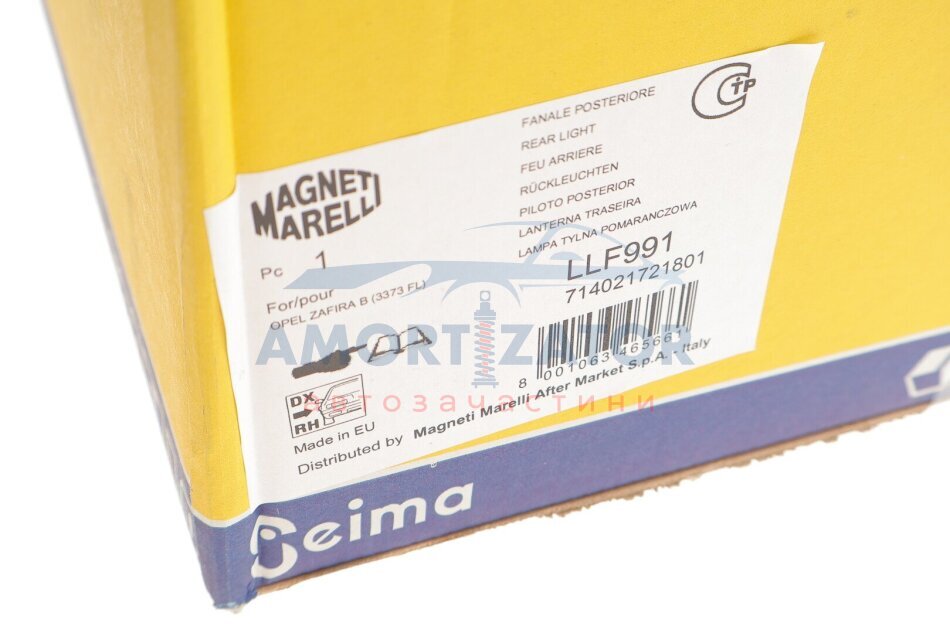 FANALE POSTERIORE
REAR LIGHT
FEU ARRIERE
RÜCKLEUCHTEN
PILOTO POSTERIOR
LANTERNA TRASEIRA
LAMPA TYLNA POMARANCZOWA
LLF991
714021721801
MAGNETI
MARELLI
Pc 1
For/pour
OPEL ZAFIRA B (3373 FL)
AMORTIZATOR
автозачастини
8 001063 465661
DX
RH
Made in EU
Distributed by Magneti Marelli After Market S.p.A. - Italy
Seima